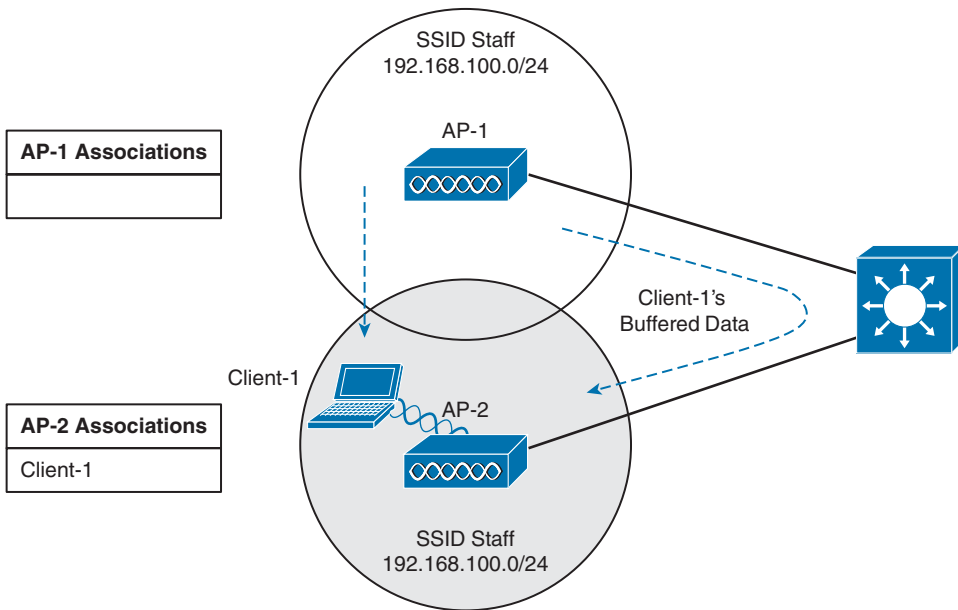 SSID Staff
192.168.100.0/24
AP-1
AP-1 Associations
Client-1's
Buffered Data
Client-1
AP-2
AP-2 Associations
Client-1
SSID Staff
192.168.100.0/24